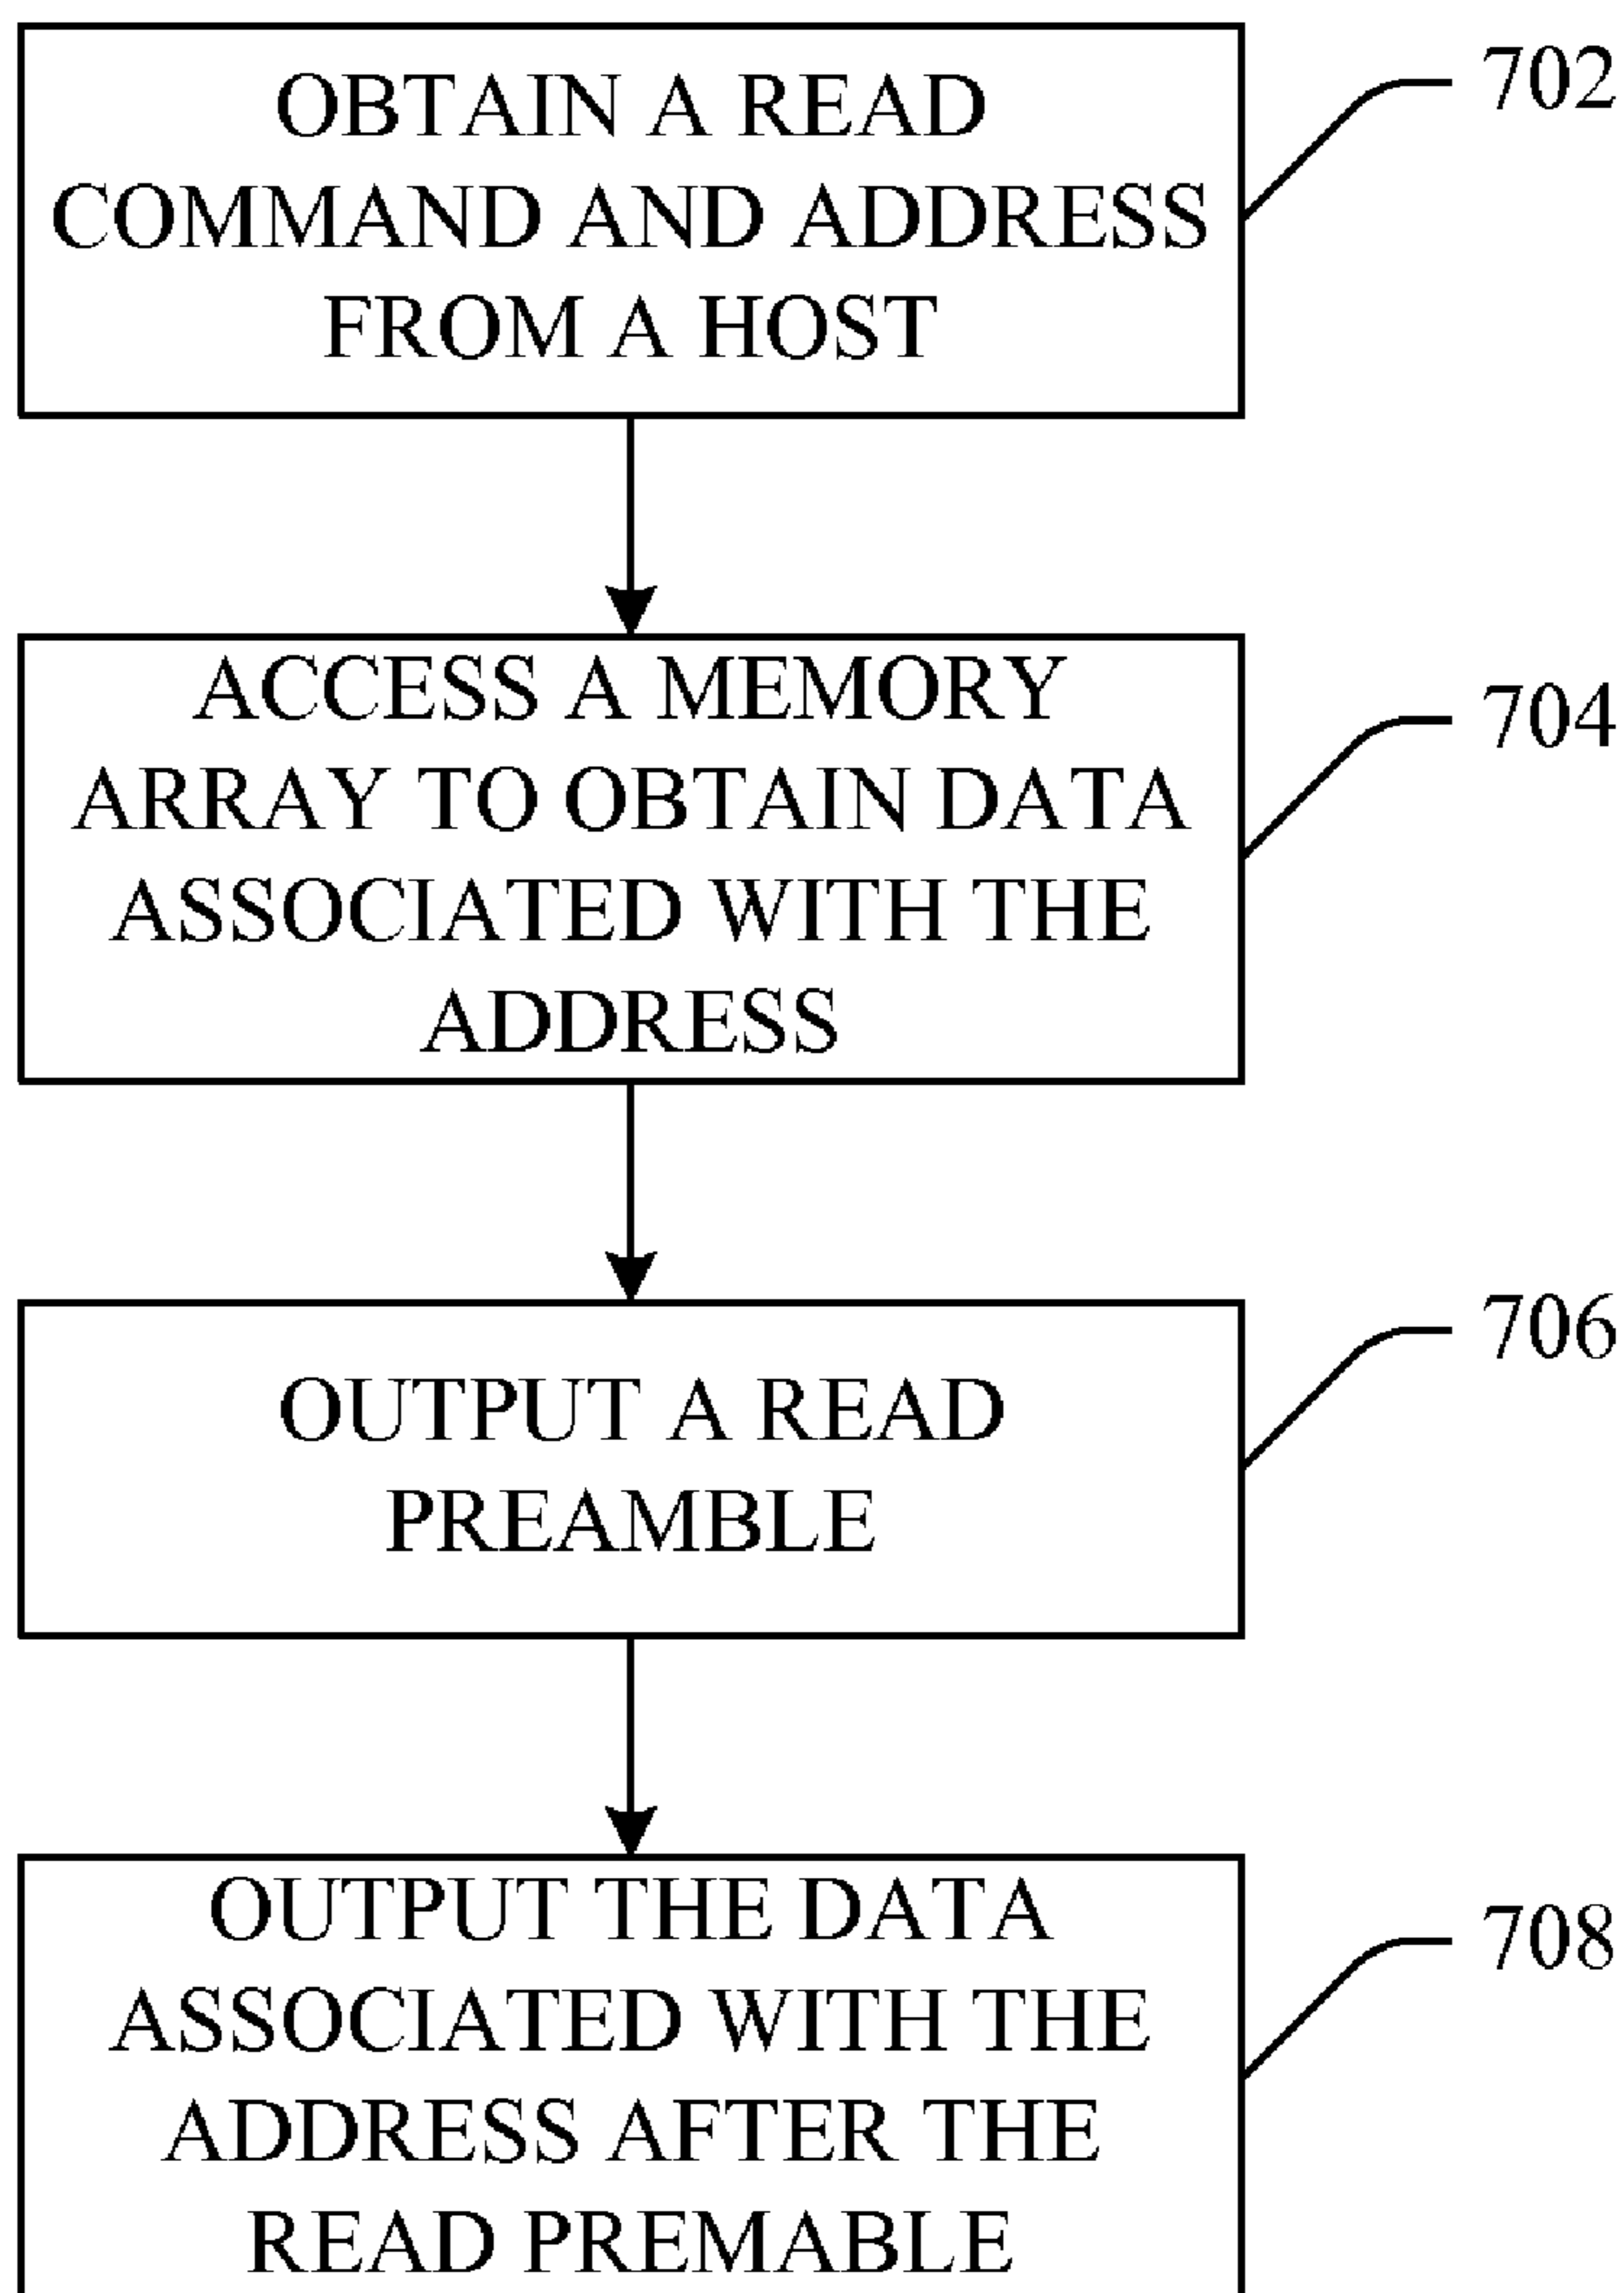 OBTAIN A READ
COMMAND AND ADDRESS
FROM A HOST
702
ACCESS A MEMORY
ARRAY TO OBTAIN DATA
ASSOCIATED WITH THE
ADDRESS
704
OUTPUT A READ
PREAMBLE
706
OUTPUT THE DATA
ASSOCIATED WITH THE
ADDRESS AFTER THE
READ PREMABLE
708